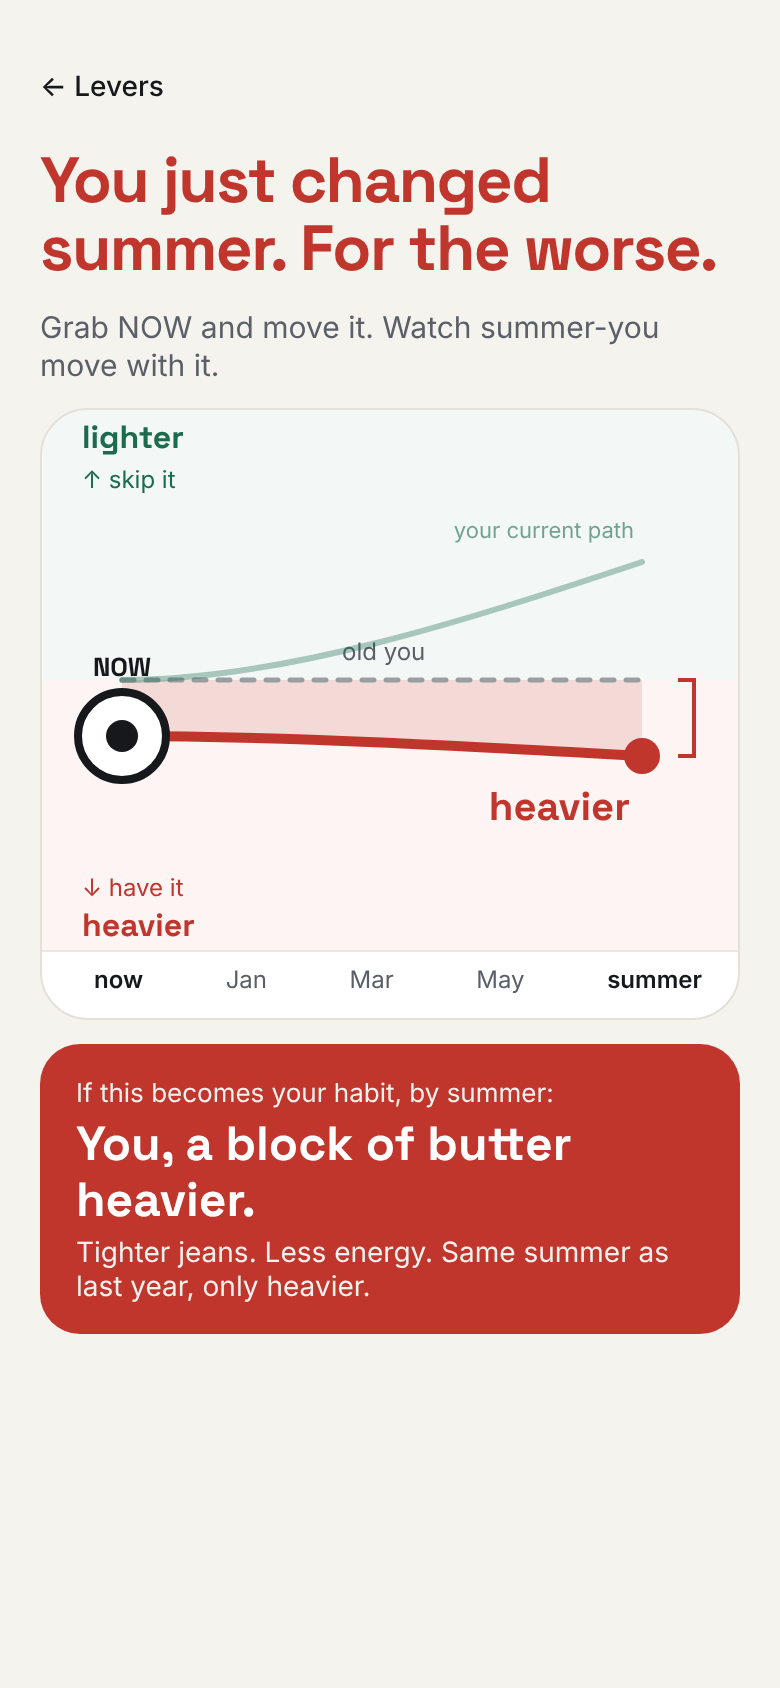 ← Levers
You just changed
summer. For the worse.
Grab NOW and move it. Watch summer-you
move with it.
lighter
↑ skip it
your current path
old you
NOW
heavier
↓ have it
heavier
now Jan Mar May summer
If this becomes your habit, by summer:
You, a block of butter
heavier.
Tighter jeans. Less energy. Same summer as
last year, only heavier.